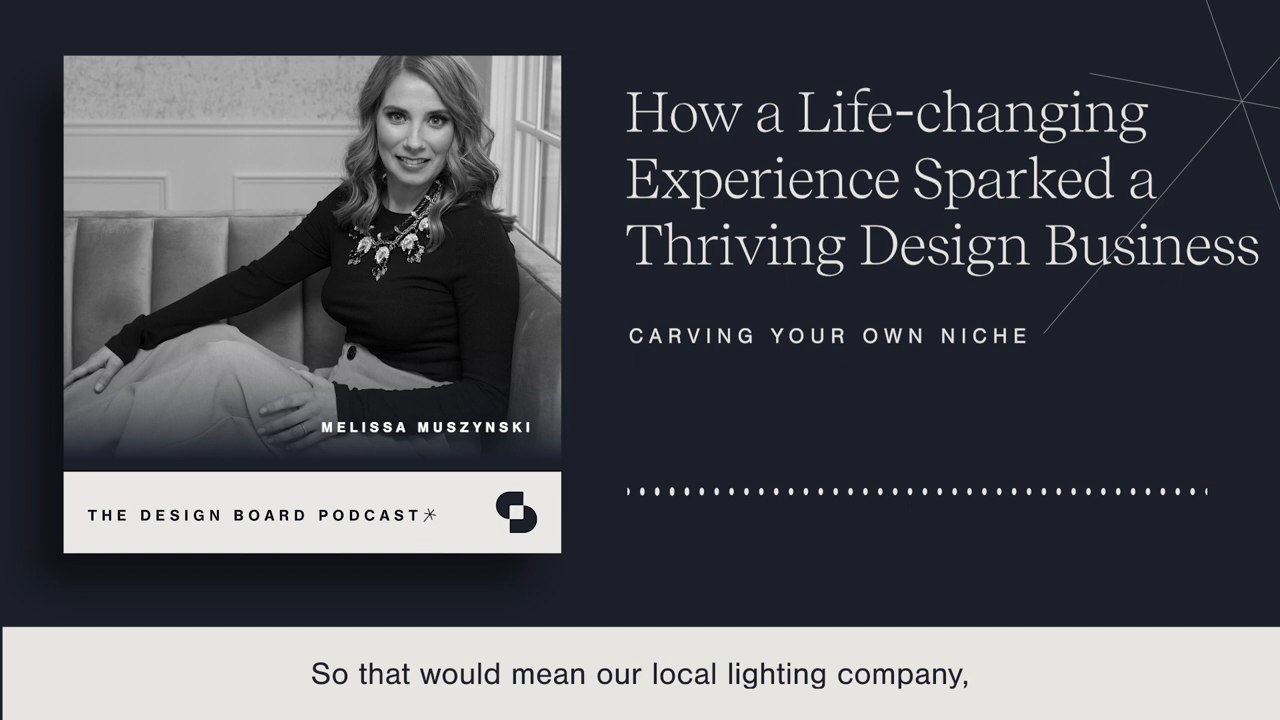 How a Life-changing
Experience Sparked a
Thriving Design Business
CARVING YOUR OWN NICHE
MELISSA MUSZYNSKI
THE DESIGN BOARD PODCAST
So that would mean our local lighting company,